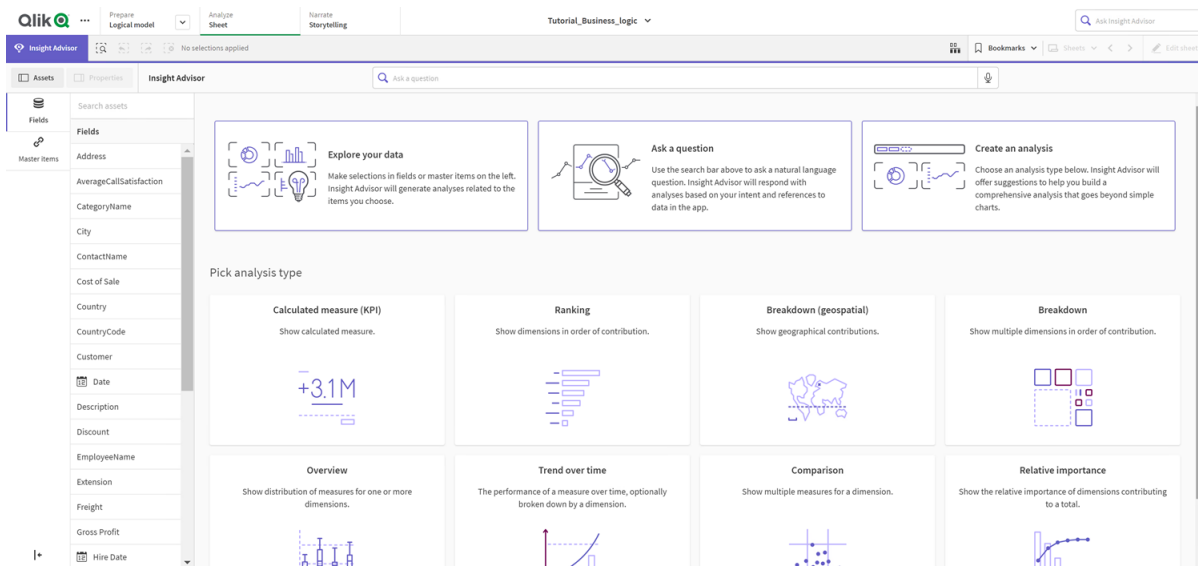 Qlik
Prepare
Logical model
Analyze
Sheet
Narrate
Storytelling
Tutorial_Business_logic
Ask Insight Advisor
Insight Advisor
No selections applied
Bookmarks
Sheets
Edit sheet
Assets
Properties
Insight Advisor
Ask a question
Fields
Master items
Search assets
Fields
Address
AverageCallSatisfaction
CategoryName
City
ContactName
Cost of Sale
Country
CountryCode
Customer
Date
Description
Discount
EmployeeName
Extension
Freight
Gross Profit
Hire Date
Explore your data
Make selections in fields or master items on the left.
Insight Advisor will generate analyses related to the
items you choose.
Ask a question
Use the search bar above to ask a natural language
question. Insight Advisor will respond with
analyses based on your intent and references to
data in the app.
Create an analysis
Choose an analysis type below. Insight Advisor will
offer suggestions to help you build a
comprehensive analysis that goes beyond simple
charts.
Pick analysis type
Calculated measure (KPI)
Show calculated measure.
+3.1M
Ranking
Show dimensions in order of contribution.
Breakdown (geospatial)
Show geographical contributions.
Breakdown
Show multiple dimensions in order of contribution.
Overview
Show distribution of measures for one or more
dimensions.
Trend over time
The performance of a measure over time, optionally
broken down by a dimension.
Comparison
Show multiple measures for a dimension.
Relative importance
Show the relative importance of dimensions contributing
to a total.